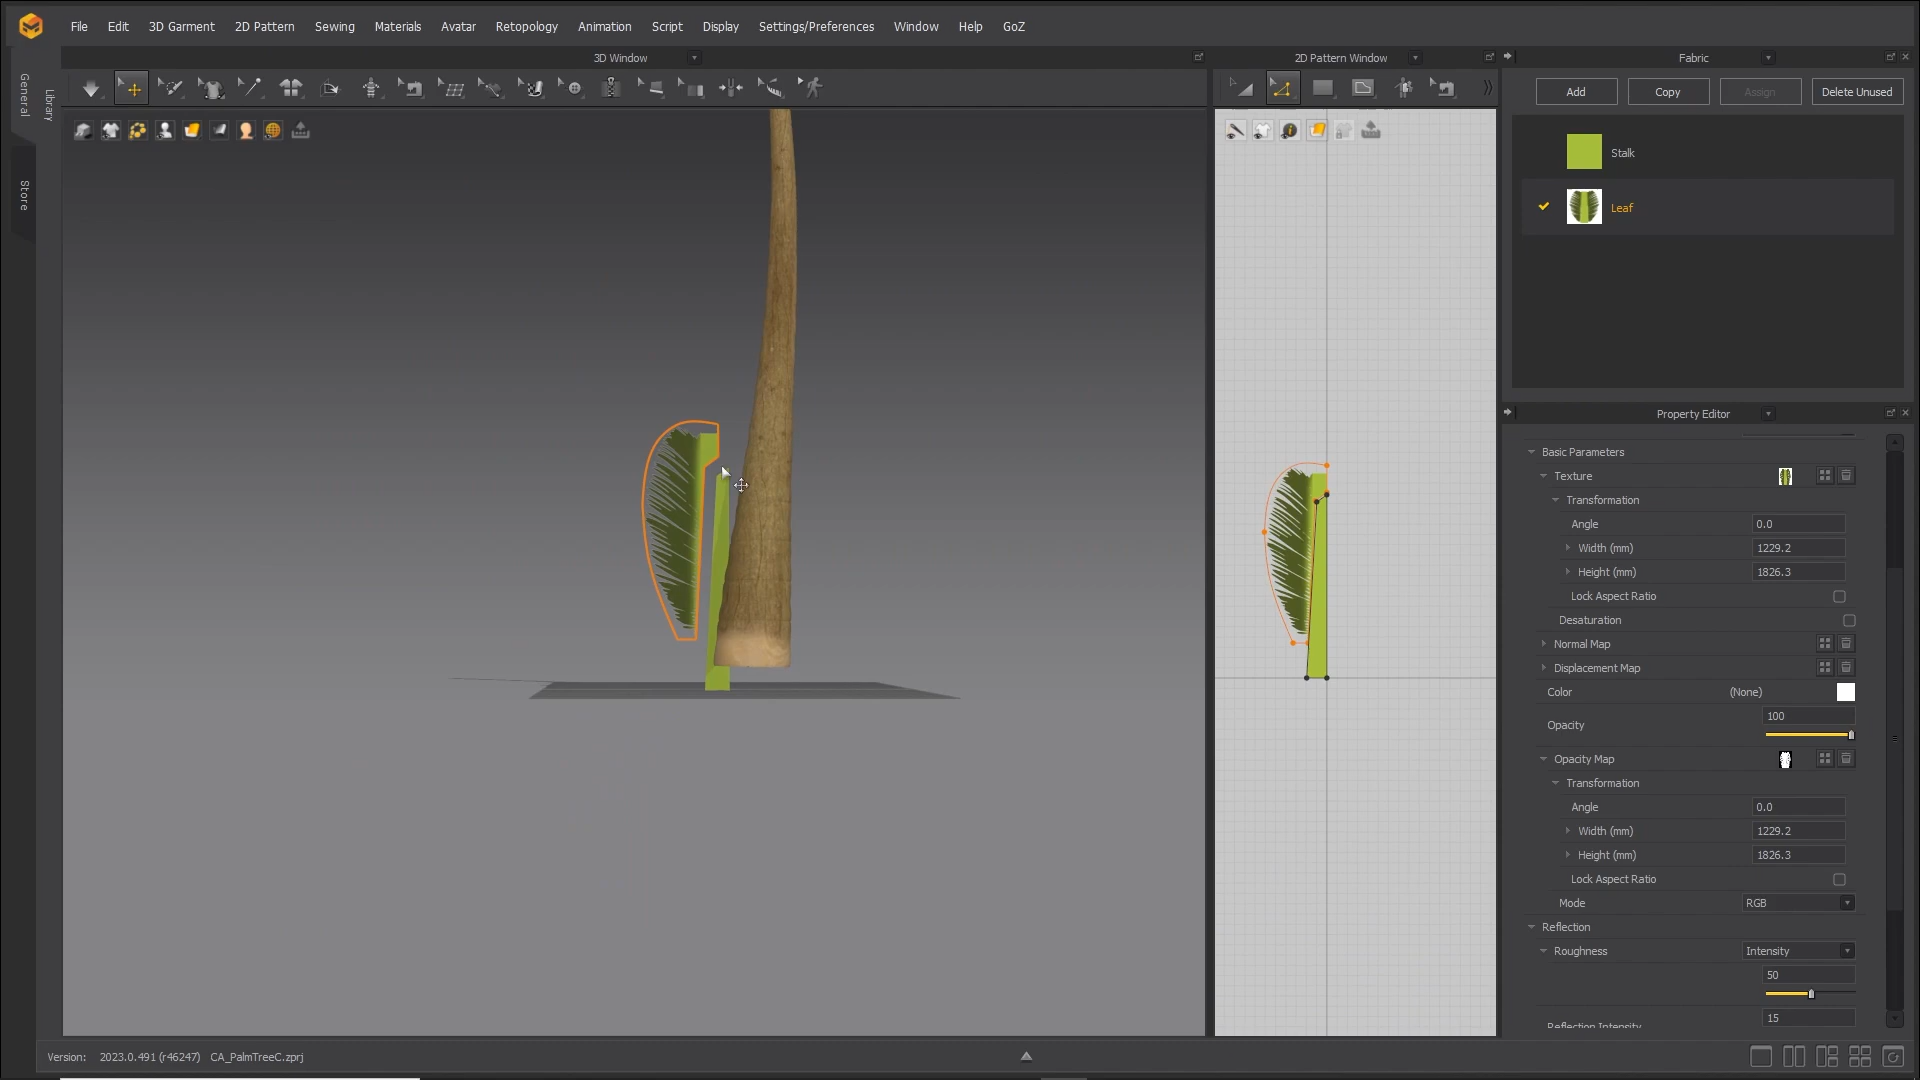 File Edit 3D Garment 2D Pattern Sewing Materials Avatar Retopology Animation Script Display Settings/Preferences Window Help GoZ
General
Library
Store
3D Window
2D Pattern Window
Fabric
Add Copy Assign Delete Unused
Stalk
Leaf
Property Editor
Basic Parameters
Texture
Transformation
Angle 0.0
Width (mm) 1229.2
Height (mm) 1826.3
Lock Aspect Ratio
Desaturation
Normal Map
Displacement Map
Color (None)
Opacity 100
Opacity Map
Transformation
Angle 0.0
Width (mm) 1229.2
Height (mm) 1826.3
Lock Aspect Ratio
Mode RGB
Reflection
Roughness Intensity
50
Reflection Intensity 15
Version: 2023.0.491 (r46247) CA_PalmTreeC.zprj